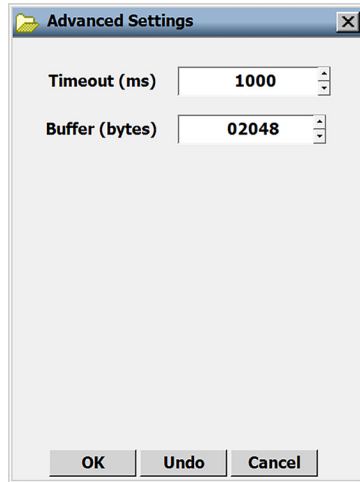 Advanced Settings
Timeout (ms) 1000
Buffer (bytes) 02048
OK Undo Cancel